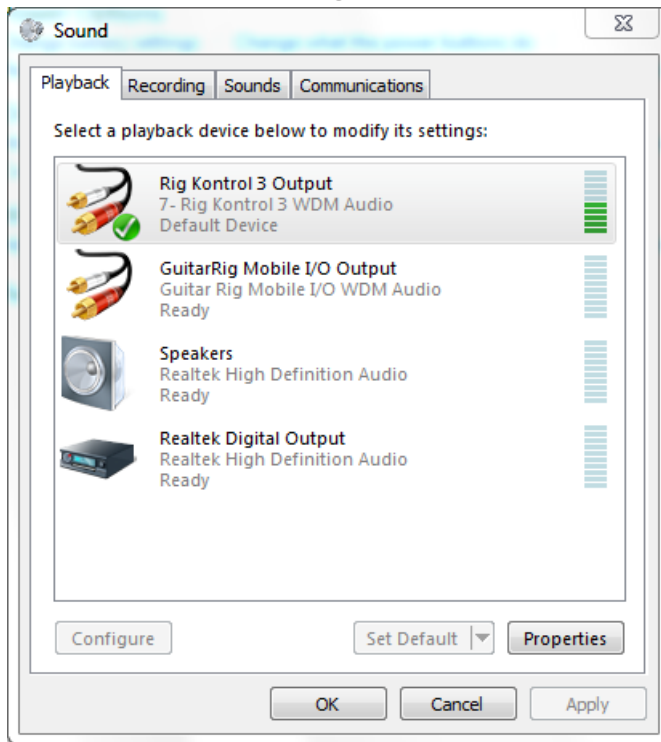 Sound
Playback Recording Sounds Communications
Select a playback device below to modify its settings:
Rig Kontrol 3 Output
7- Rig Kontrol 3 WDM Audio
Default Device
GuitarRig Mobile I/O Output
Guitar Rig Mobile I/O WDM Audio
Ready
Speakers
Realtek High Definition Audio
Ready
Realtek Digital Output
Realtek High Definition Audio
Ready
Configure Set Default Properties
OK Cancel Apply